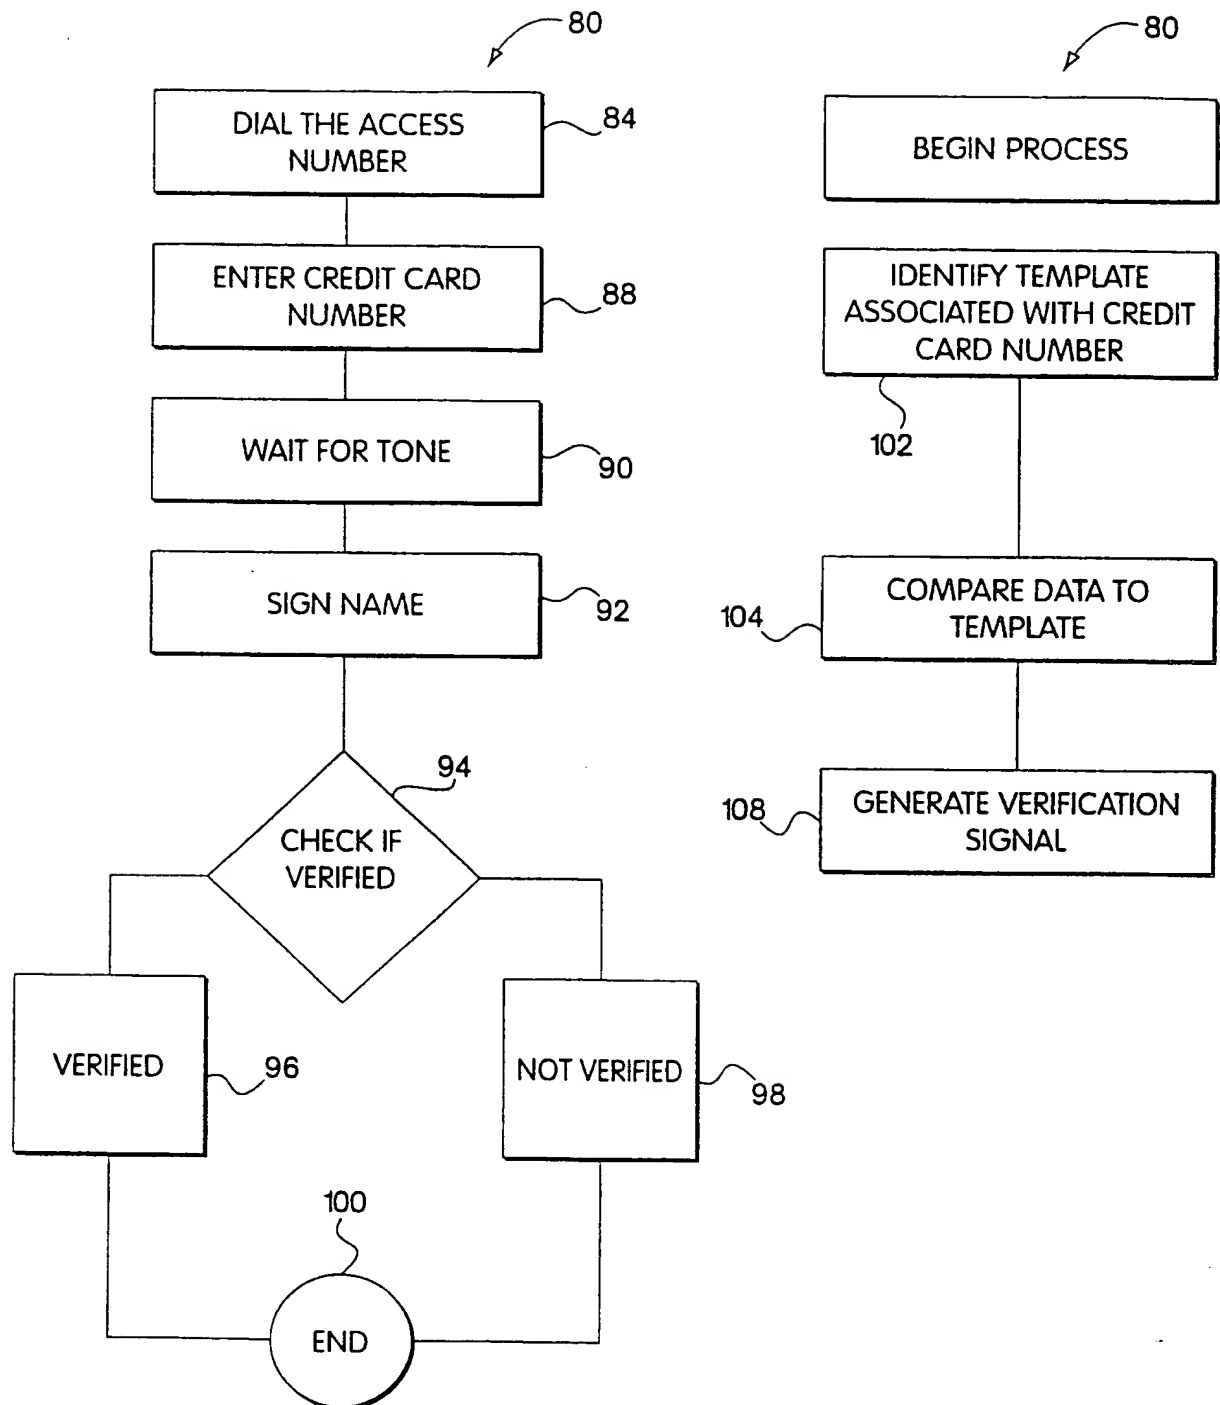 80
DIAL THE ACCESS
NUMBER
84
ENTER CREDIT CARD
NUMBER
88
WAIT FOR TONE
90
SIGN NAME
92
94
CHECK IF
VERIFIED
VERIFIED
96
NOT VERIFIED
98
100
END
80
BEGIN PROCESS
IDENTIFY TEMPLATE
ASSOCIATED WITH CREDIT
CARD NUMBER
102
COMPARE DATA TO
TEMPLATE
104
GENERATE VERIFICATION
SIGNAL
108